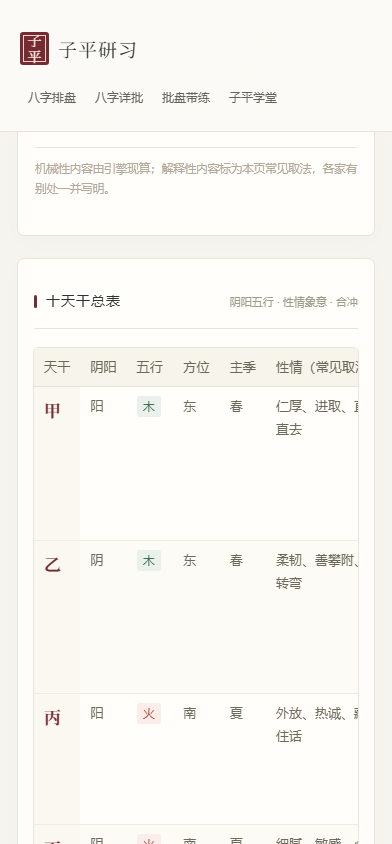 子平
子平研习
八字排盘 八字详批 批盘带练 子平学堂
机械性内容由引擎现算；解释性内容标为本页常见取法，各家有
别处一并写明。
十天干总表 阴阳五行 · 性情象意 · 合冲
天干 阴阳 五行 方位 主季 性情（常见取
甲 阳 木 东 春 仁厚、进取、
直去
乙 阴 木 东 春 柔韧、善攀附、
转弯
丙 阳 火 南 夏 外放、热诚、
住话
阴 火 南 夏 细腻、敏感、